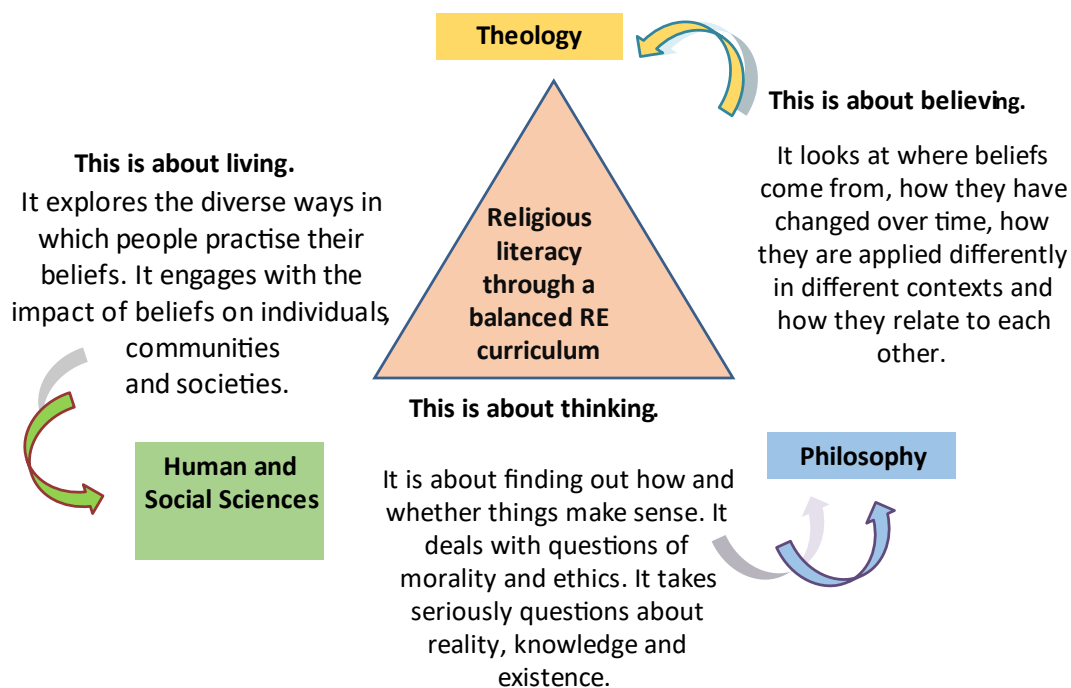 Theology
This is about believing.
It looks at where beliefs
come from, how they have
changed over time, how
they are applied differently
in different contexts and
how they relate to each
other.
This is about living.
It explores the diverse ways in
which people practise their
beliefs. It engages with the
impact of beliefs on individuals,
communities
and societies.
Religious
literacy
through a
balanced RE
curriculum
Human and
Social Sciences
This is about thinking.
It is about finding out how and
whether things make sense. It
deals with questions of
morality and ethics. It takes
seriously questions about
reality, knowledge and
existence.
Philosophy